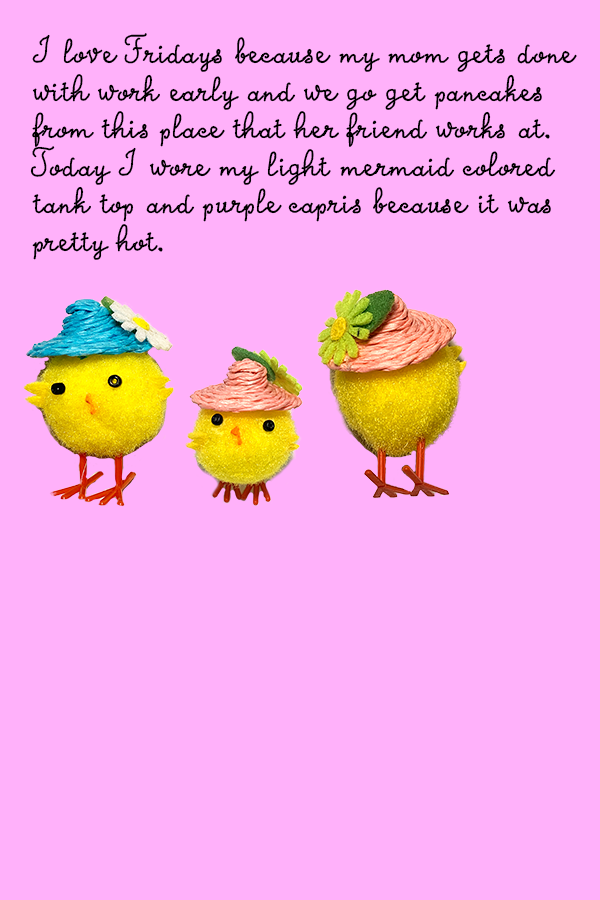 I love Fridays because my mom gets done
with work early and we go get pancakes
from this place that her friend works at.
Today I wore my light mermaid colored
tank top and purple capris because it was
pretty hot.